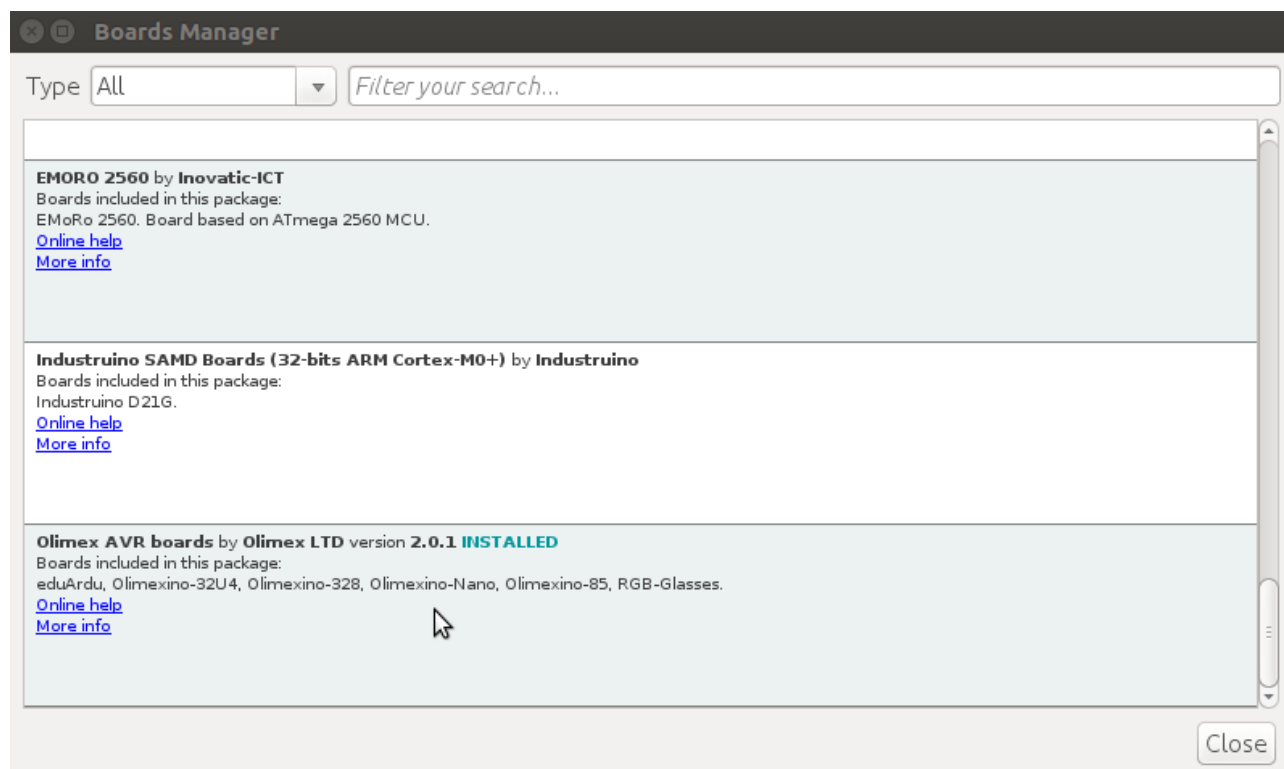 Boards Manager
Type All Filter your search...
EMORO 2560 by Inovatic-ICT
Boards included in this package:
EMoRo 2560. Board based on ATmega 2560 MCU.
Online help
More info
Industruino SAMD Boards (32-bits ARM Cortex-M0+) by Industruino
Boards included in this package:
Industruino D21G.
Online help
More info
Olimex AVR boards by Olimex LTD version 2.0.1 INSTALLED
Boards included in this package:
eduArdu, Olimexino-32U4, Olimexino-328, Olimexino-Nano, Olimexino-85, RGB-Glasses.
Online help
More info
Close